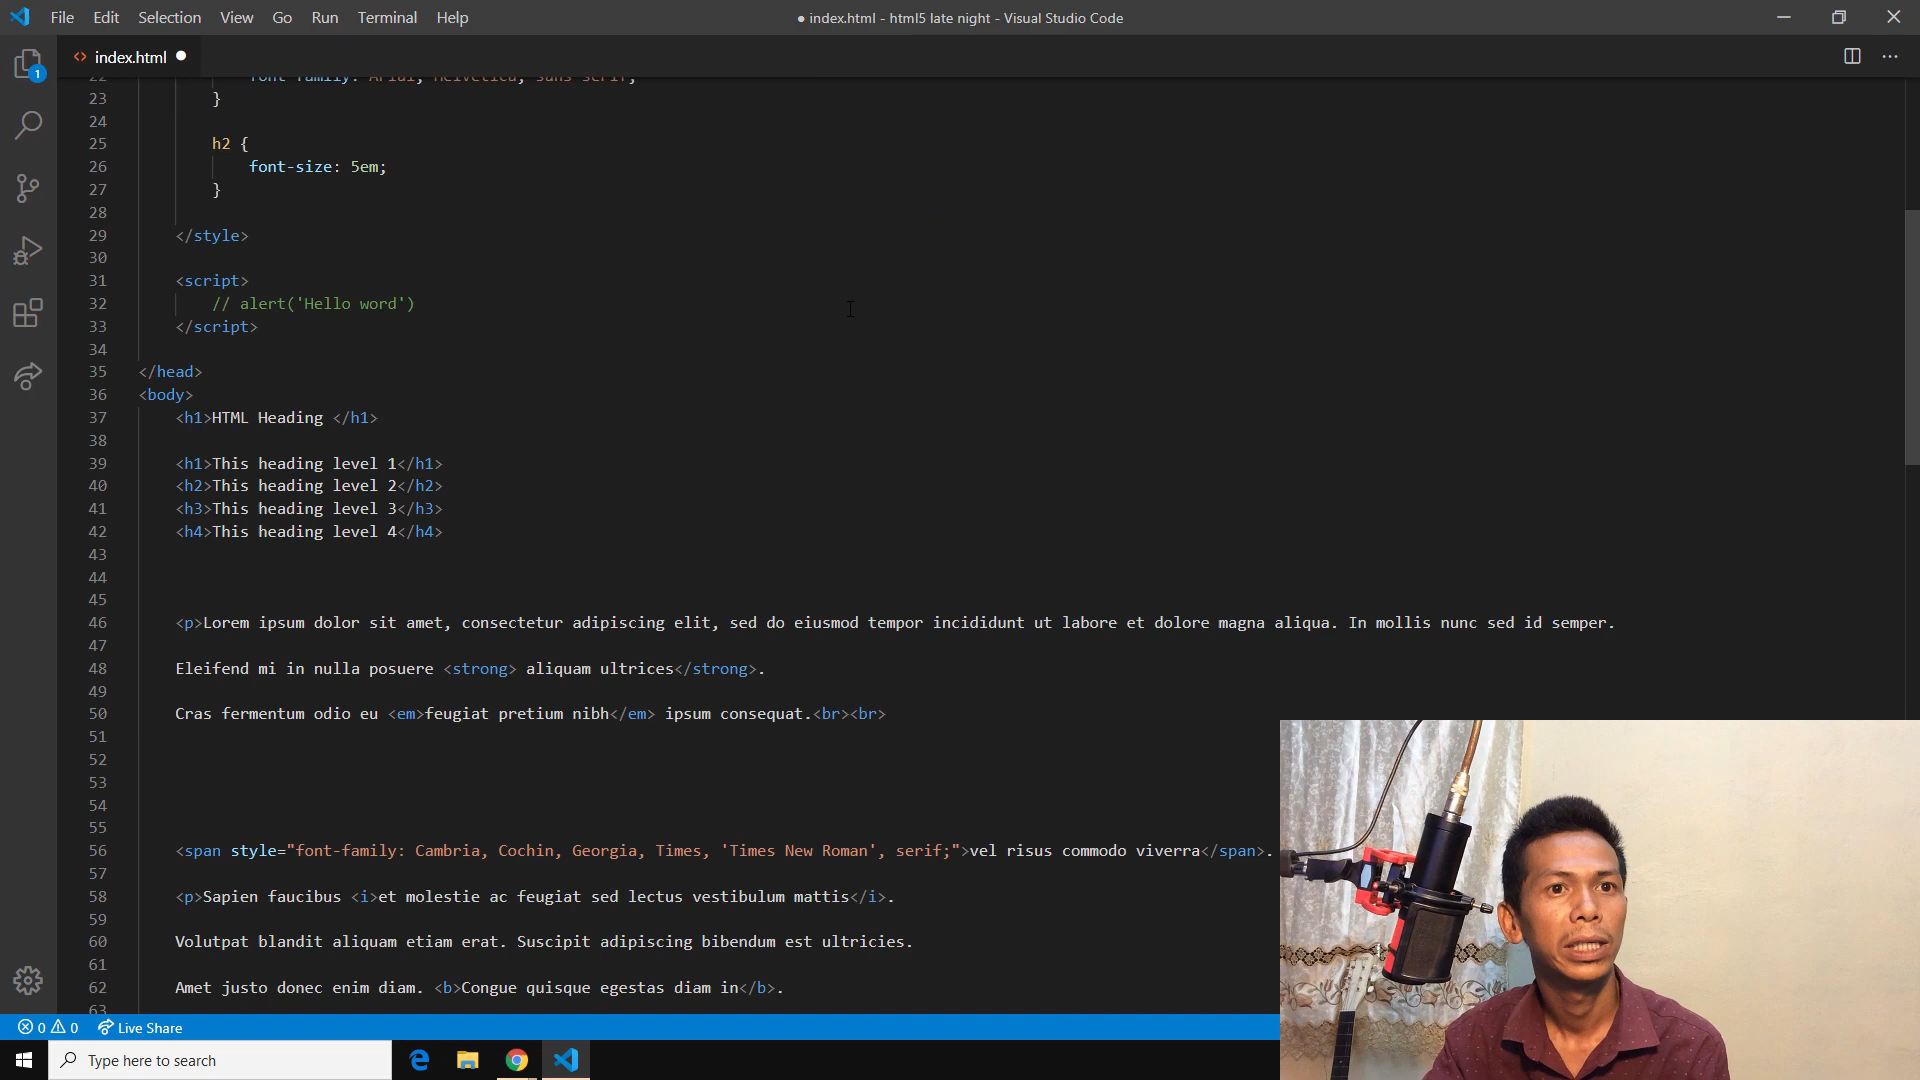 File Edit Selection View Go Run Terminal Help
● index.html - html5 late night - Visual Studio Code
<> index.html ●
1
22 font-family: Arial, Helvetica, sans-serif;
23 }
24
25 h2 {
26 font-size: 5em;
27 }
28
29 </style>
30
31 <script>
32 // alert('Hello word')
33 </script>
34
35 </head>
36 <body>
37 <h1>HTML Heading </h1>
38
39 <h1>This heading level 1</h1>
40 <h2>This heading level 2</h2>
41 <h3>This heading level 3</h3>
42 <h4>This heading level 4</h4>
43
44
45
46 <p>Lorem ipsum dolor sit amet, consectetur adipiscing elit, sed do eiusmod tempor incididunt ut labore et dolore magna aliqua. In mollis nunc sed id semper.
47
48 Eleifend mi in nulla posuere <strong> aliquam ultrices</strong>.
49
50 Cras fermentum odio eu <em>feugiat pretium nibh</em> ipsum consequat.<br><br>
51
52
53
54
55
56 <span style="font-family: Cambria, Cochin, Georgia, Times, 'Times New Roman', serif;">vel risus commodo viverra</span>.
57
58 <p>Sapien faucibus <i>et molestie ac feugiat sed lectus vestibulum mattis</i>.
59
60 Volutpat blandit aliquam etiam erat. Suscipit adipiscing bibendum est ultricies.
61
62 Amet justo donec enim diam. <b>Congue quisque egestas diam in</b>.
63
0 0 Live Share
Type here to search